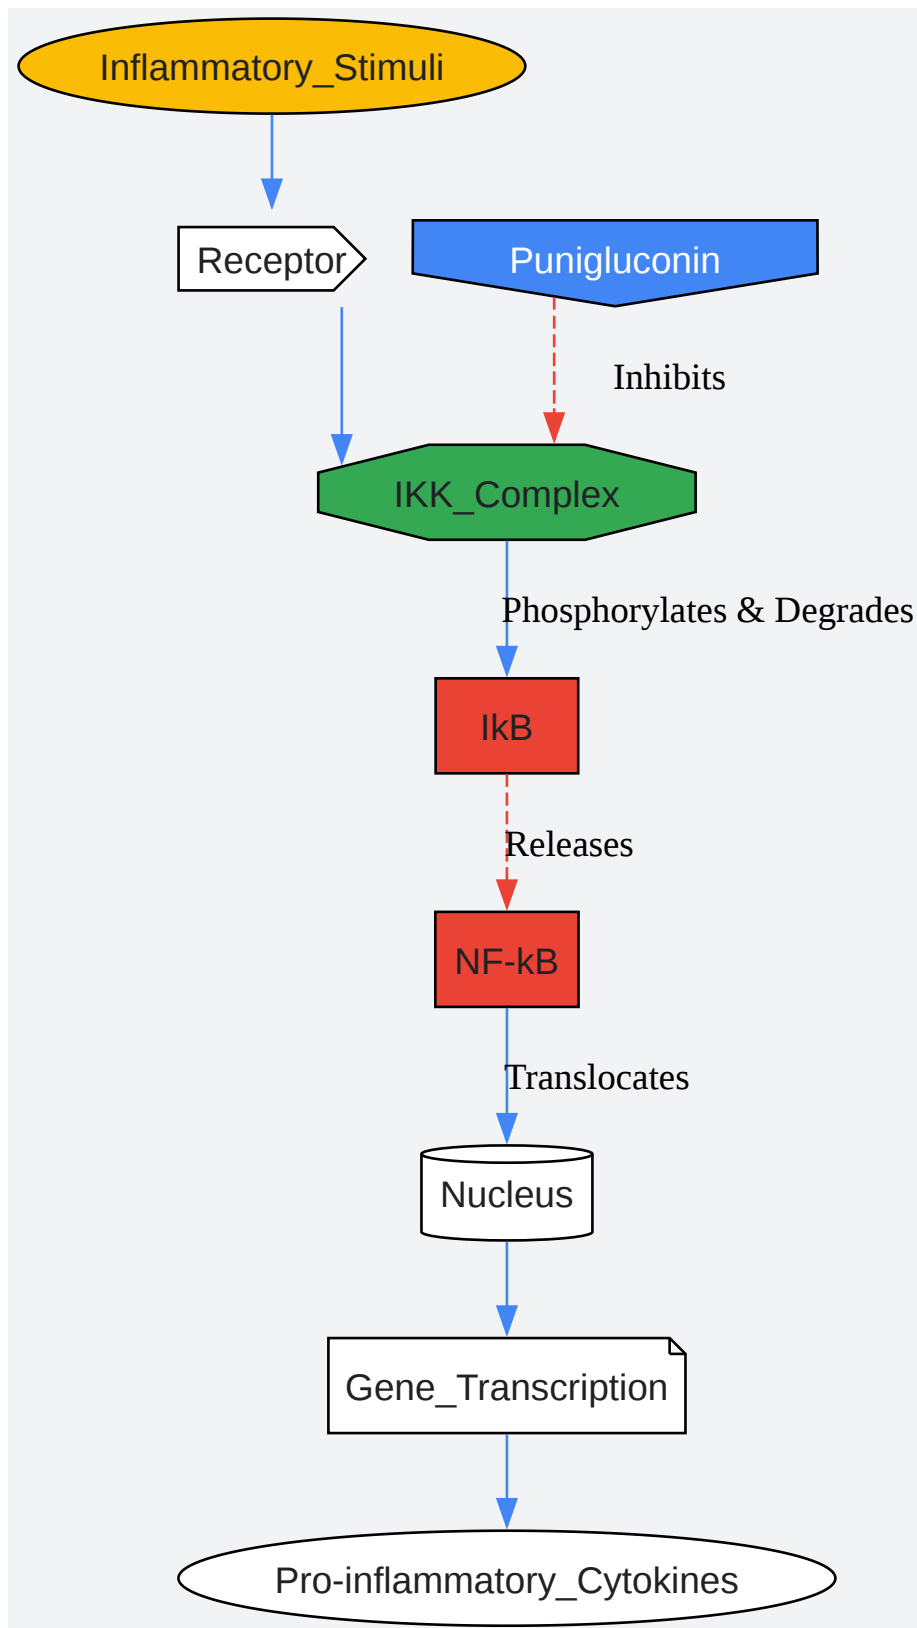 Inflammatory_Stimuli
Receptor
Punigluconin
Inhibits
IKK_Complex
Phosphorylates & Degrades
IkB
Releases
NF-kB
Translocates
Nucleus
Gene_Transcription
Pro-inflammatory_Cytokines